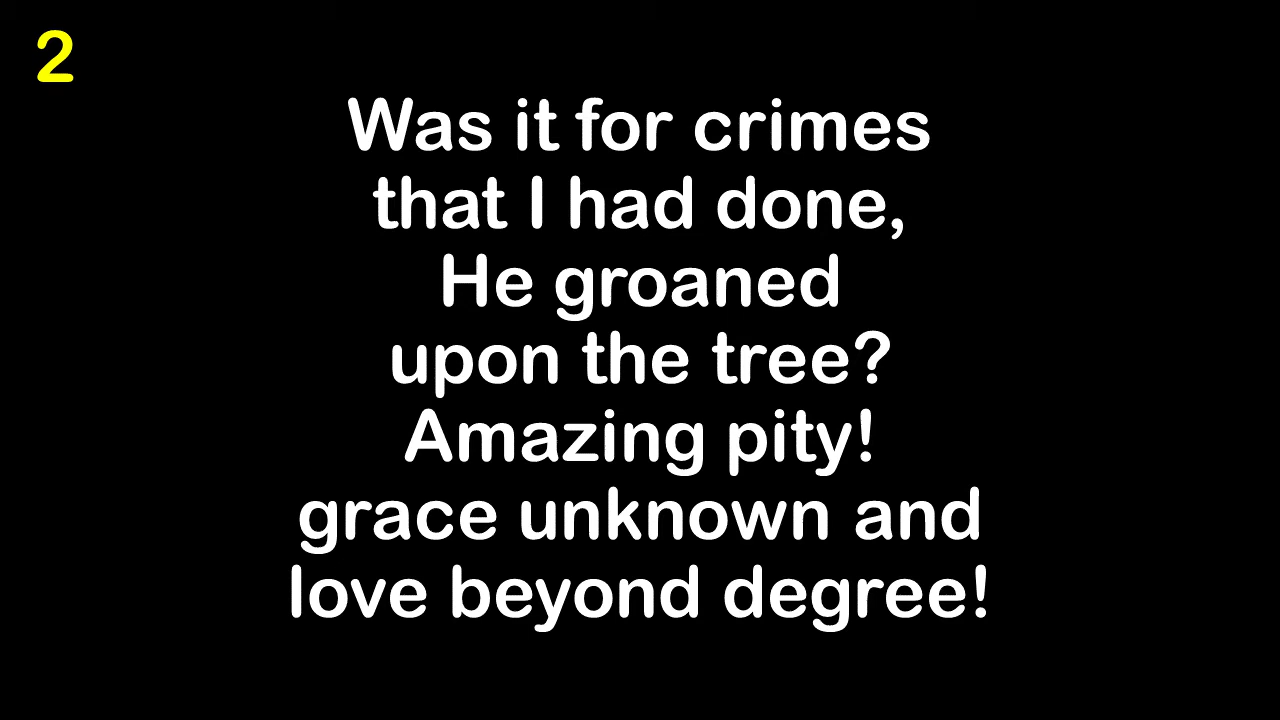 2
Was it for crimes
that I had done,
He groaned
upon the tree?
Amazing pity!
grace unknown and
love beyond degree!